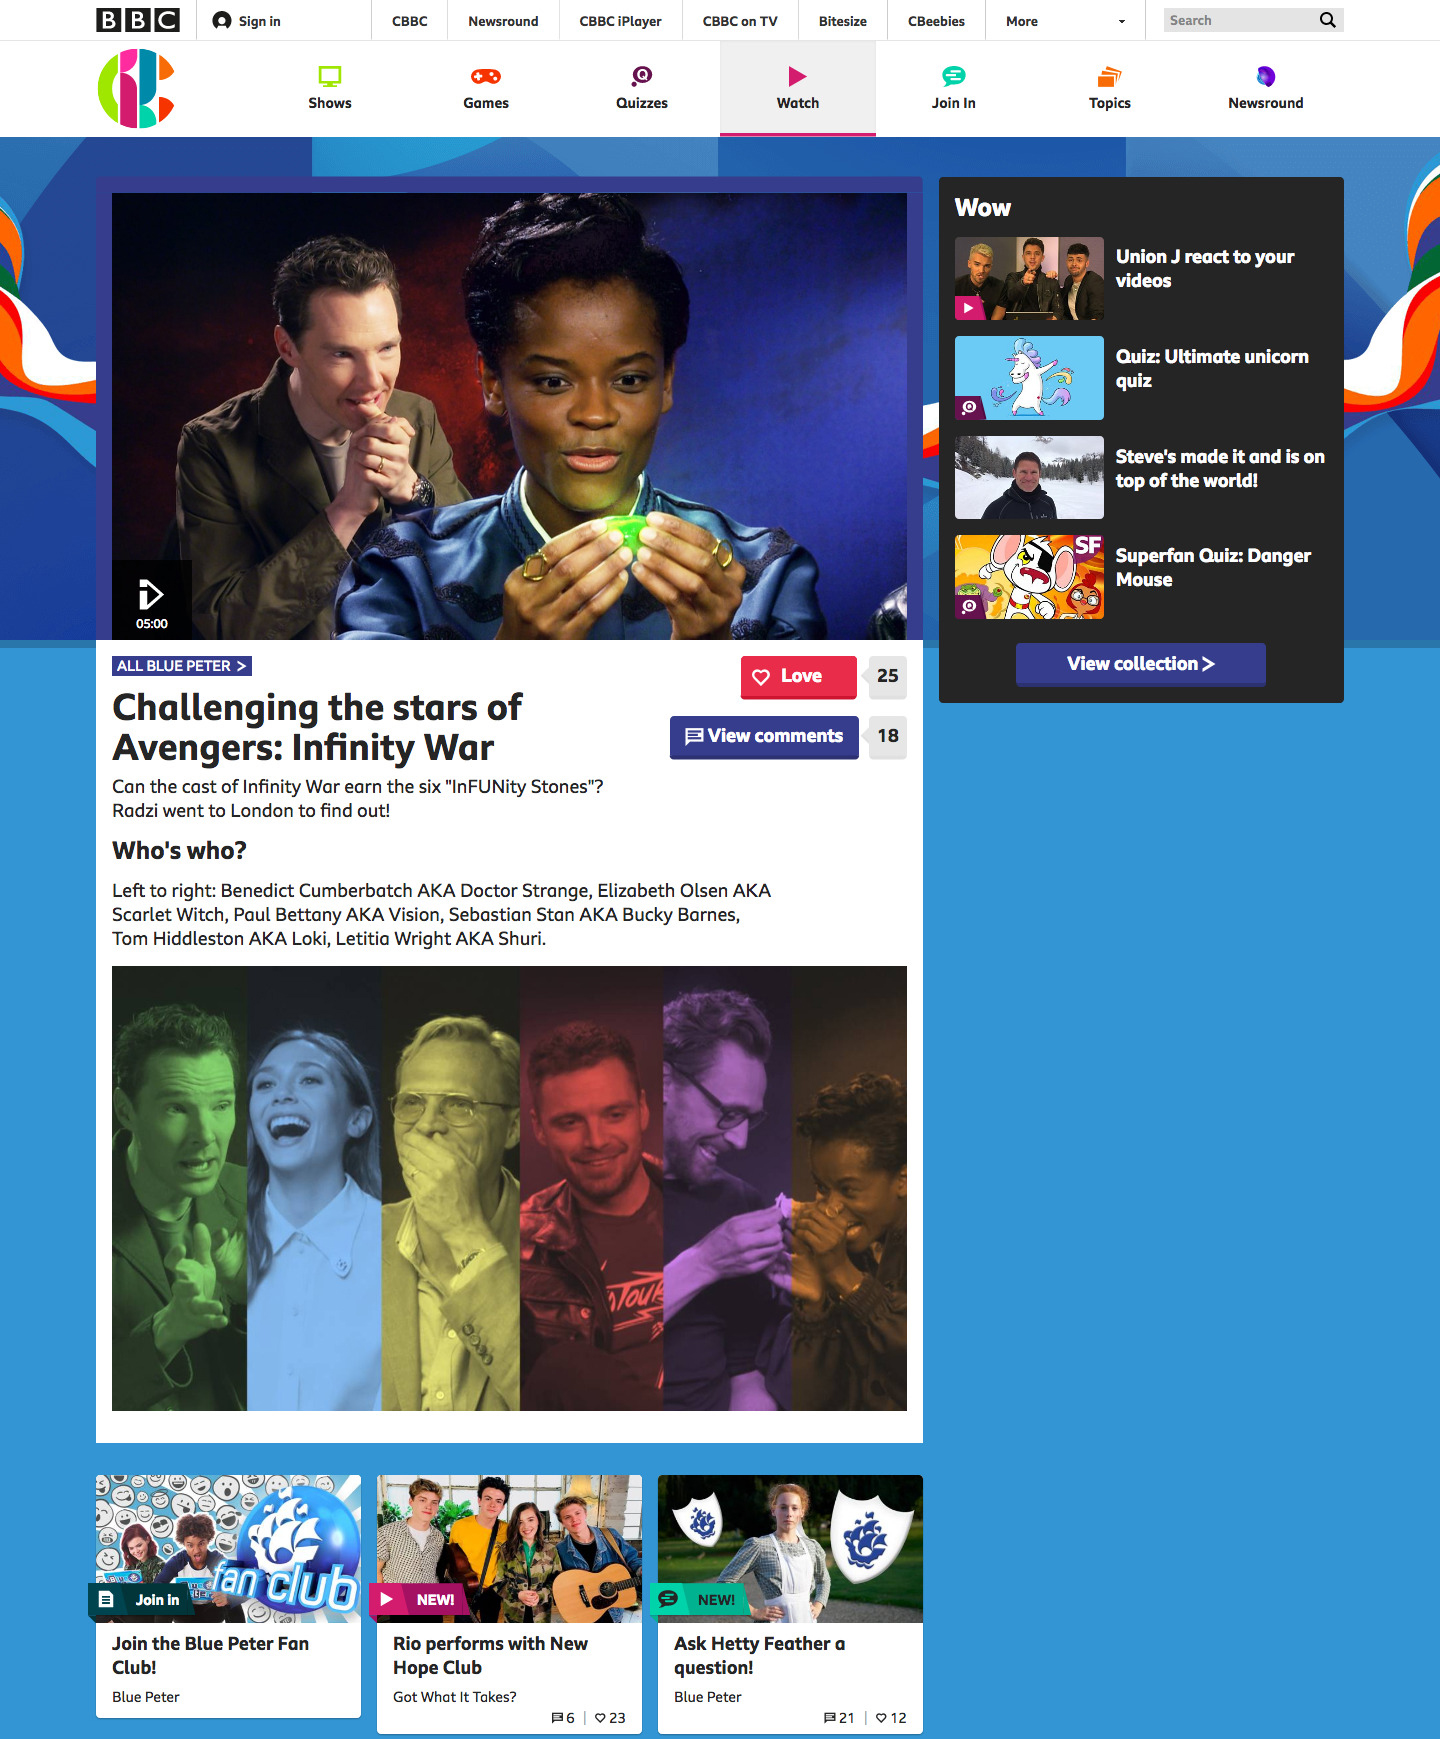 BBC
Sign in
CBBC
Newsround
CBBC iPlayer
CBBC on TV
Bitesize
CBeebies
More
Search
Shows
Games
Quizzes
Watch
Join In
Topics
Newsround
05:00
ALL BLUE PETER >
Love
25
Challenging the stars of
Avengers: Infinity War
View comments
18
Can the cast of Infinity War earn the six "InFUNity Stones"?
Radzi went to London to find out!
Who's who?
Left to right: Benedict Cumberbatch AKA Doctor Strange, Elizabeth Olsen AKA
Scarlet Witch, Paul Bettany AKA Vision, Sebastian Stan AKA Bucky Barnes,
Tom Hiddleston AKA Loki, Letitia Wright AKA Shuri.
Wow
Union J react to your
videos
Quiz: Ultimate unicorn
quiz
Steve's made it and is on
top of the world!
SF
Superfan Quiz: Danger
Mouse
View collection >
fan club
Join in
Join the Blue Peter Fan
Club!
Blue Peter
NEW!
Rio performs with New
Hope Club
Got What It Takes?
6 | 23
NEW!
Ask Hetty Feather a
question!
Blue Peter
21 | 12